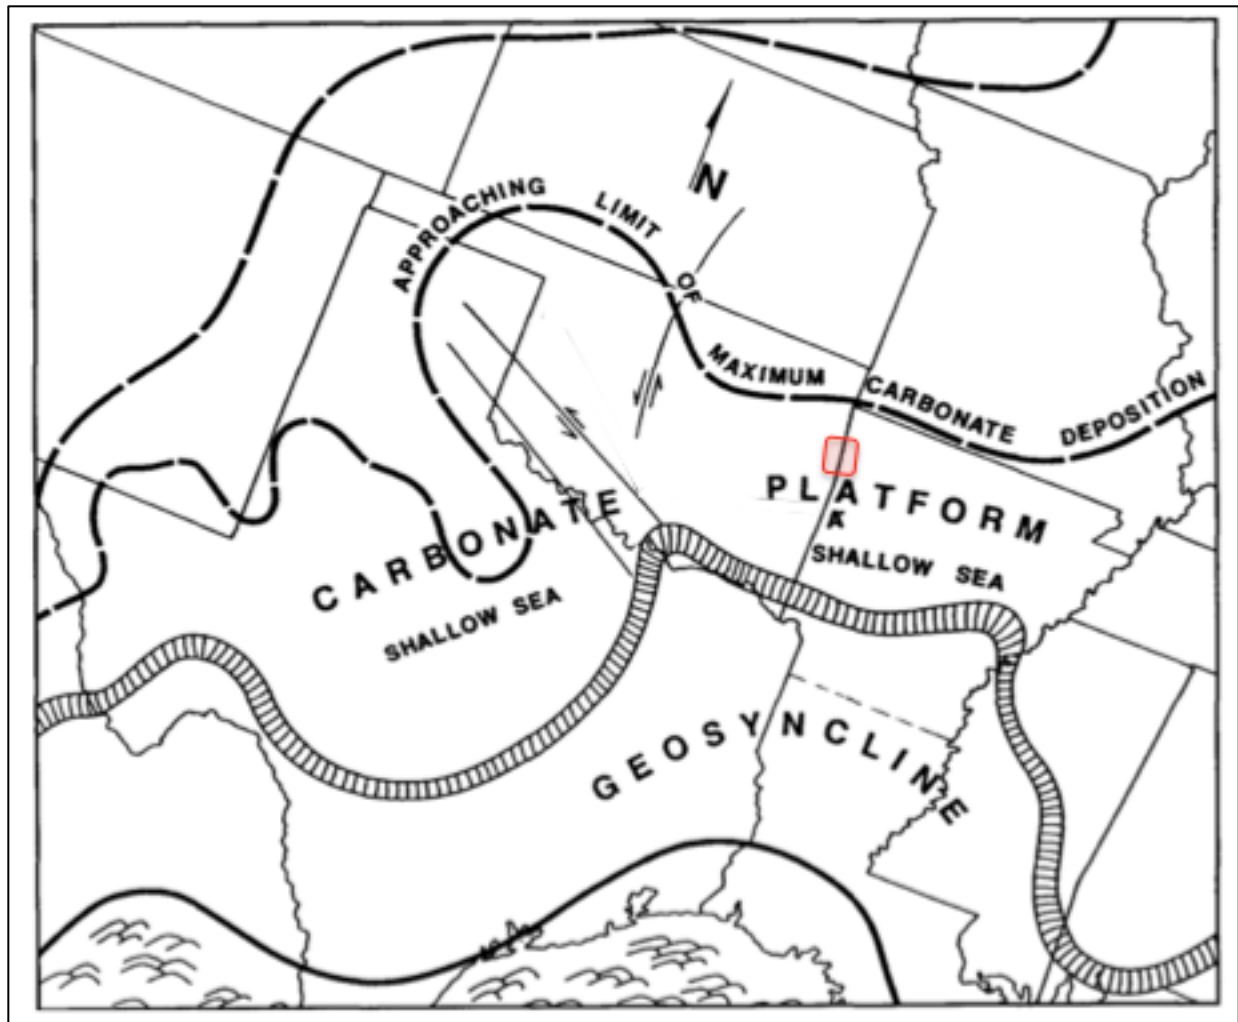 N
APPROACHING LIMIT OF MAXIMUM CARBONATE DEPOSITION
CARBONATE PLATFORM
SHALLOW SEA
SHALLOW SEA
GEOSYNCLINE